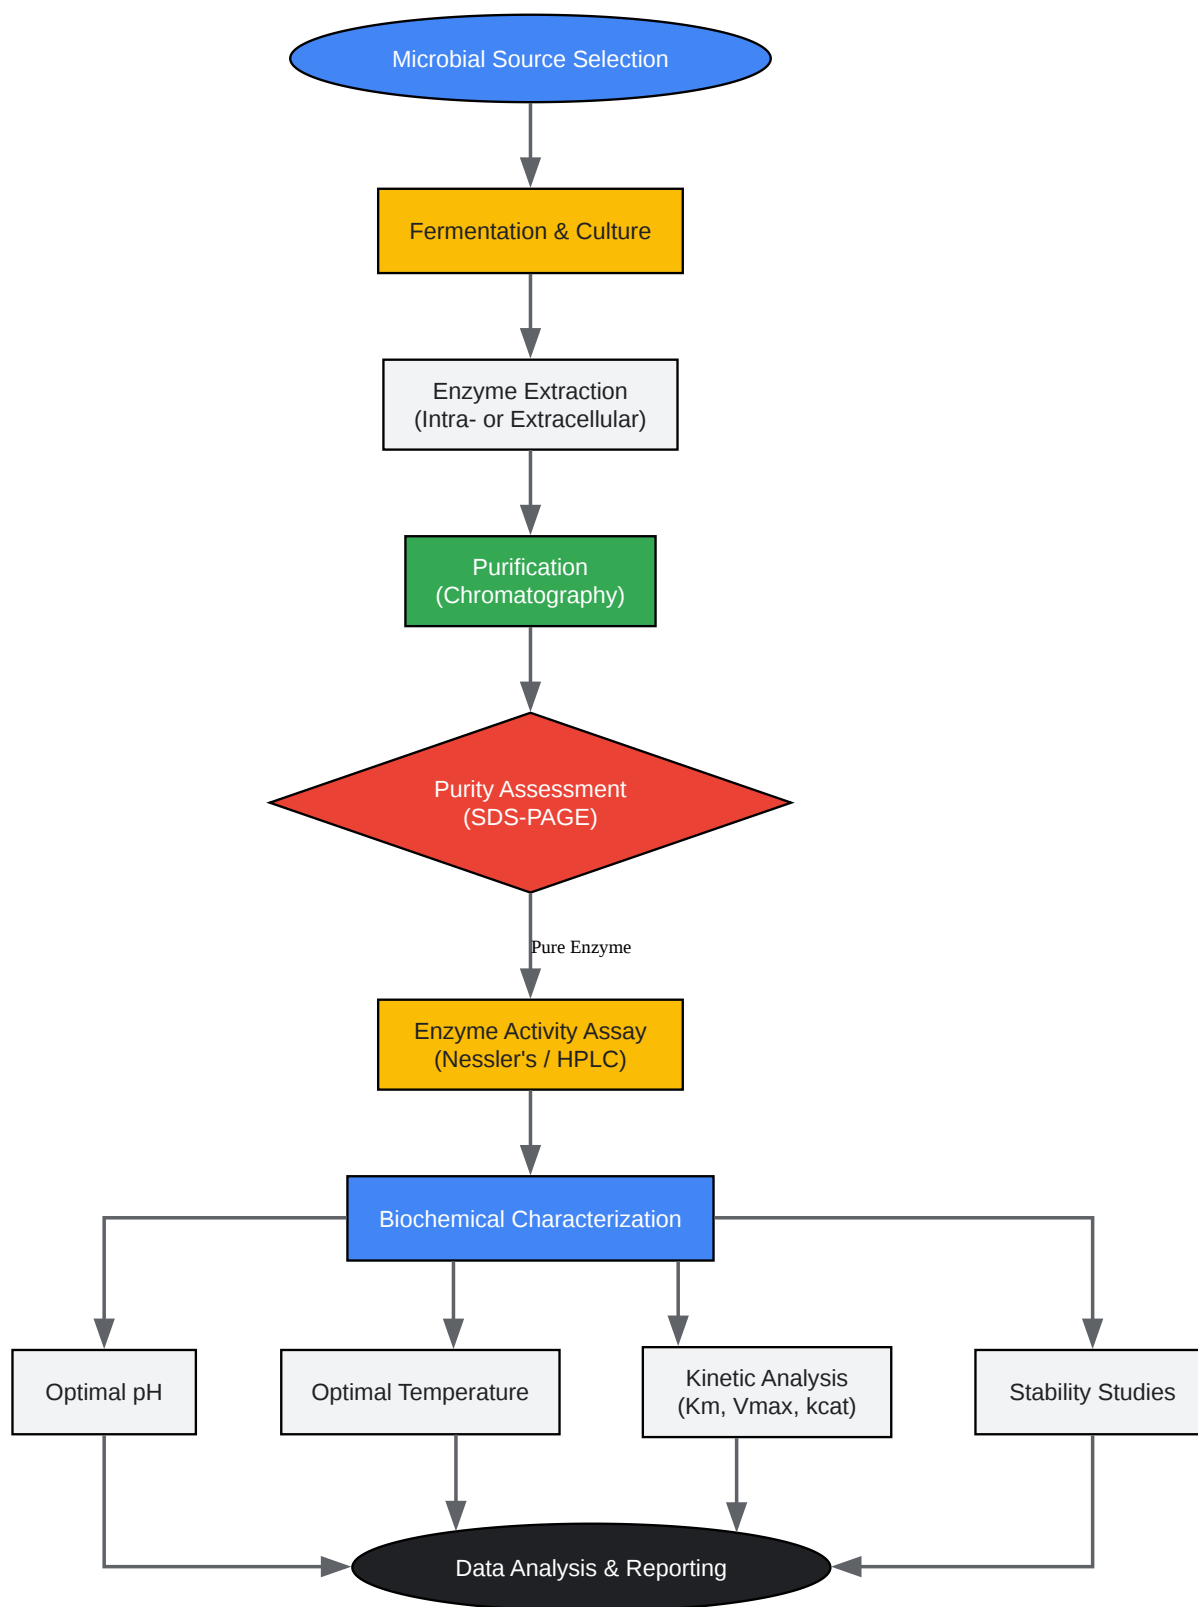 Microbial Source Selection
Fermentation & Culture
Enzyme Extraction
(Intra- or Extracellular)
Purification
(Chromatography)
Purity Assessment
(SDS-PAGE)
Pure Enzyme
Enzyme Activity Assay
(Nessler's / HPLC)
Biochemical Characterization
Optimal pH
Optimal Temperature
Kinetic Analysis
(Km, Vmax, kcat)
Stability Studies
Data Analysis & Reporting